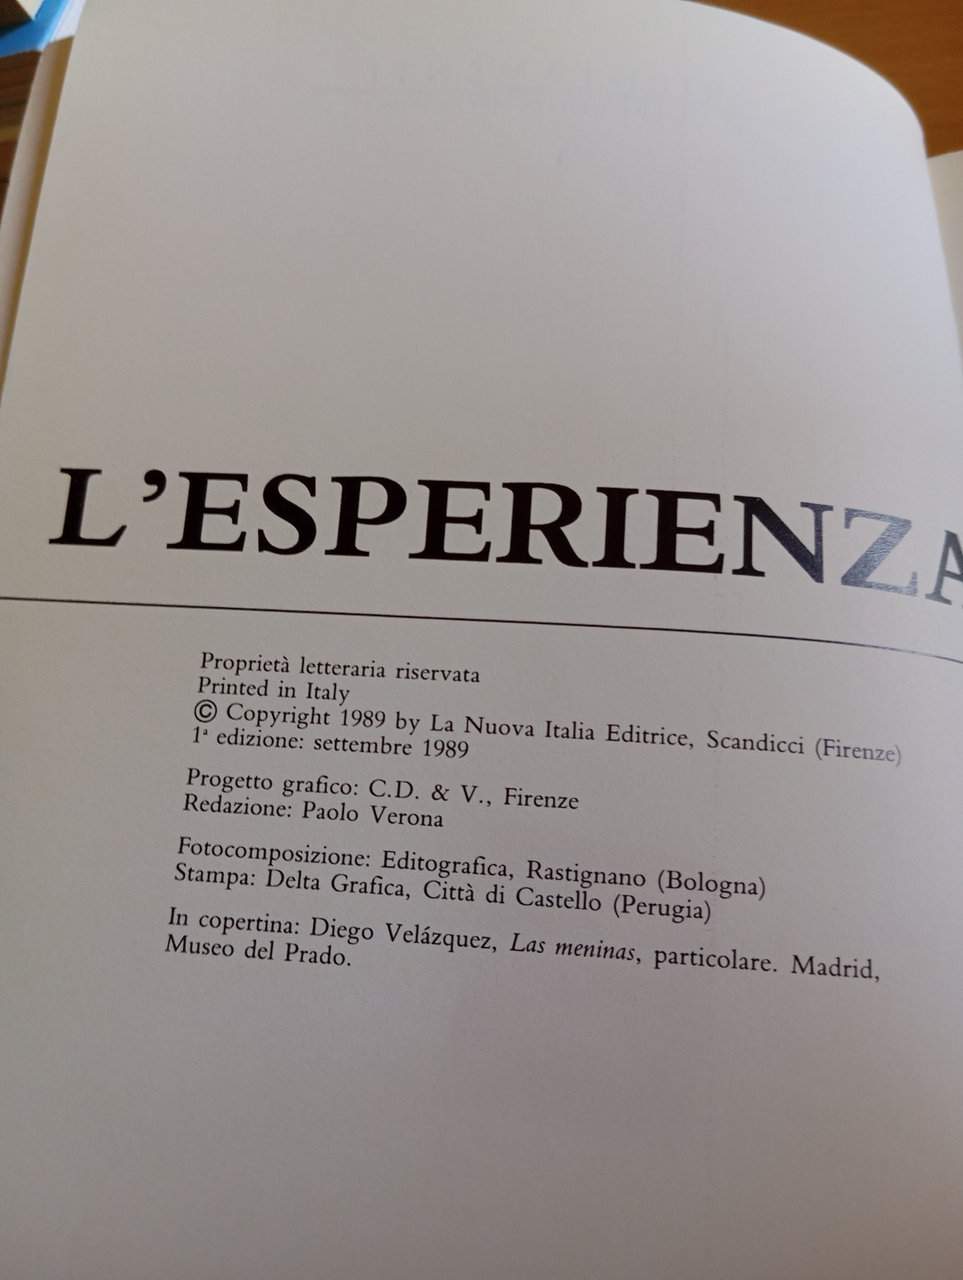 L'ESPERIENZA
Proprietà letteraria riservata
Printed in Italy
© Copyright 1989 by La Nuova Italia Editrice, Scandicci (Firenze)
1ª edizione: settembre 1989
Progetto grafico: C.D. & V., Firenze
Redazione: Paolo Verona
Fotocomposizione: Editografica, Rastignano (Bologna)
Stampa: Delta Grafica, Città di Castello (Perugia)
In copertina: Diego Velázquez, Las meninas, particolare. Madrid,
Museo del Prado.